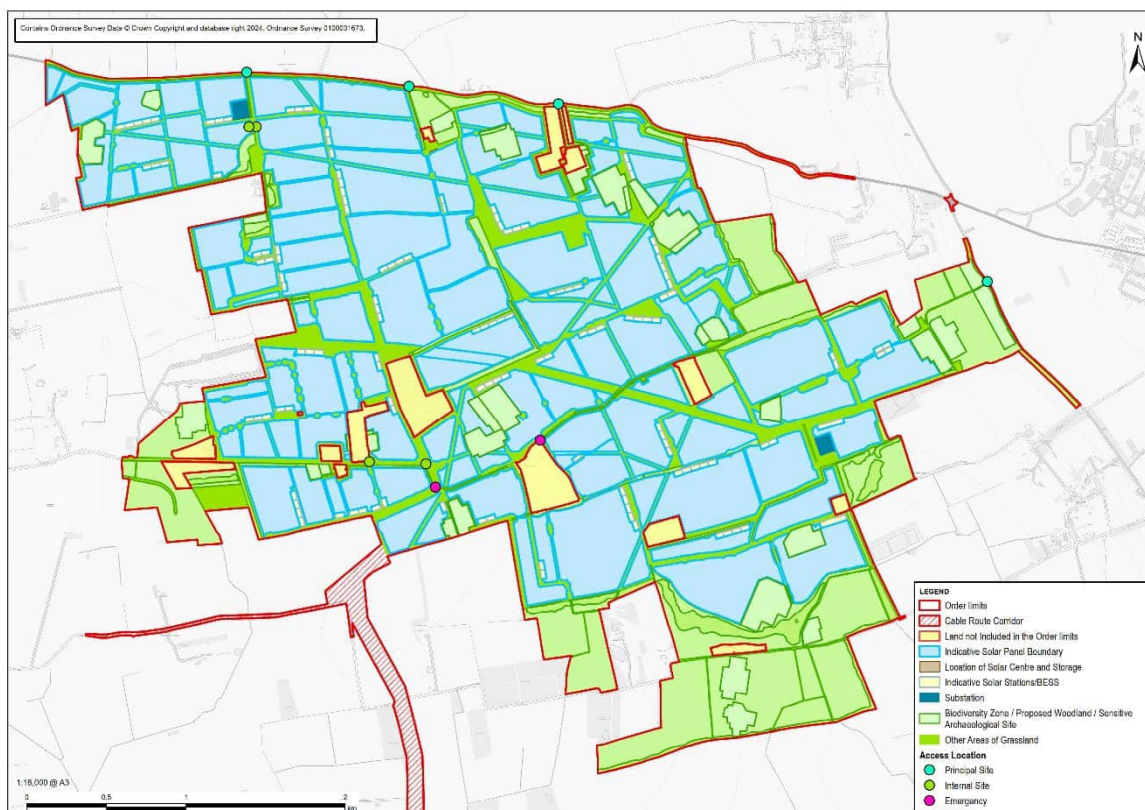 Contains Ordnance Survey Data © Crown Copyright and database right 2024. Ordnance Survey 0100031673.
N
LEGEND
Order limits
Cable Route Corridor
Land not Included in the Order limits
Indicative Solar Panel Boundary
Location of Solar Centre and Storage
Indicative Solar Stations/BESS
Substation
Biodiversity Zone / Proposed Woodland / Sensitive
Archaeological Site
Other Areas of Grassland
Access Location
Principal Site
Internal Site
Emergency
1:18,000 @ A3
0 0.5 1 2
km